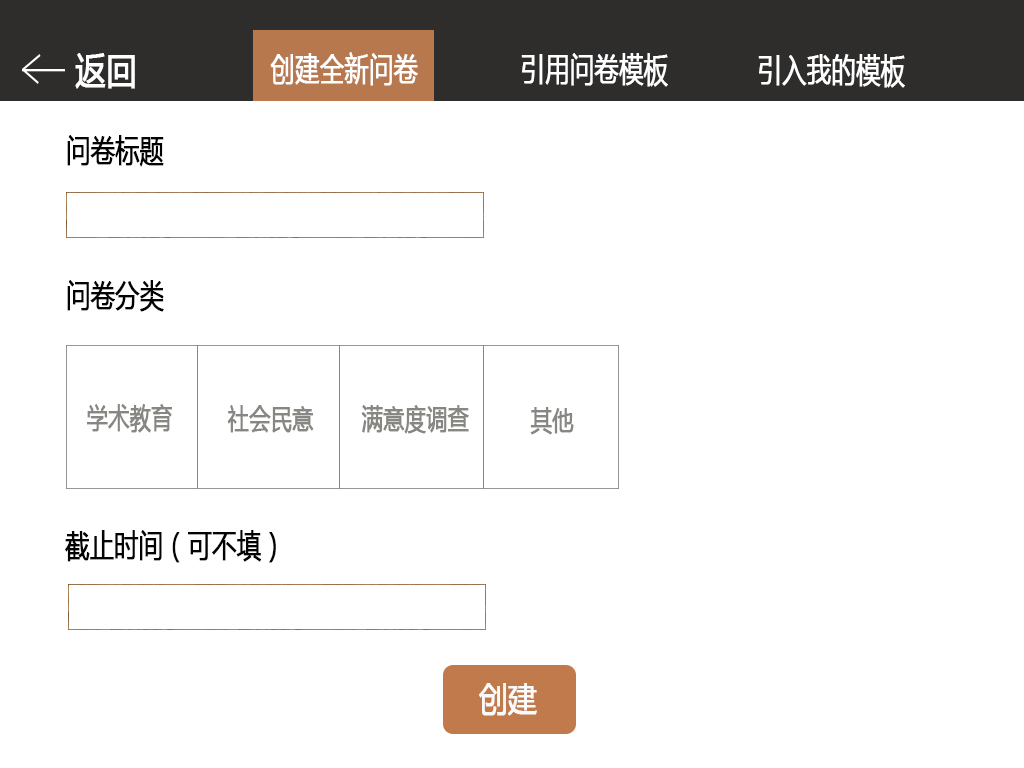 返回
创建全新问卷
引用问卷模板
引入我的模板
问卷标题
问卷分类
学术教育
社会民意
满意度调查
其他
截止时间（可不填）
创建